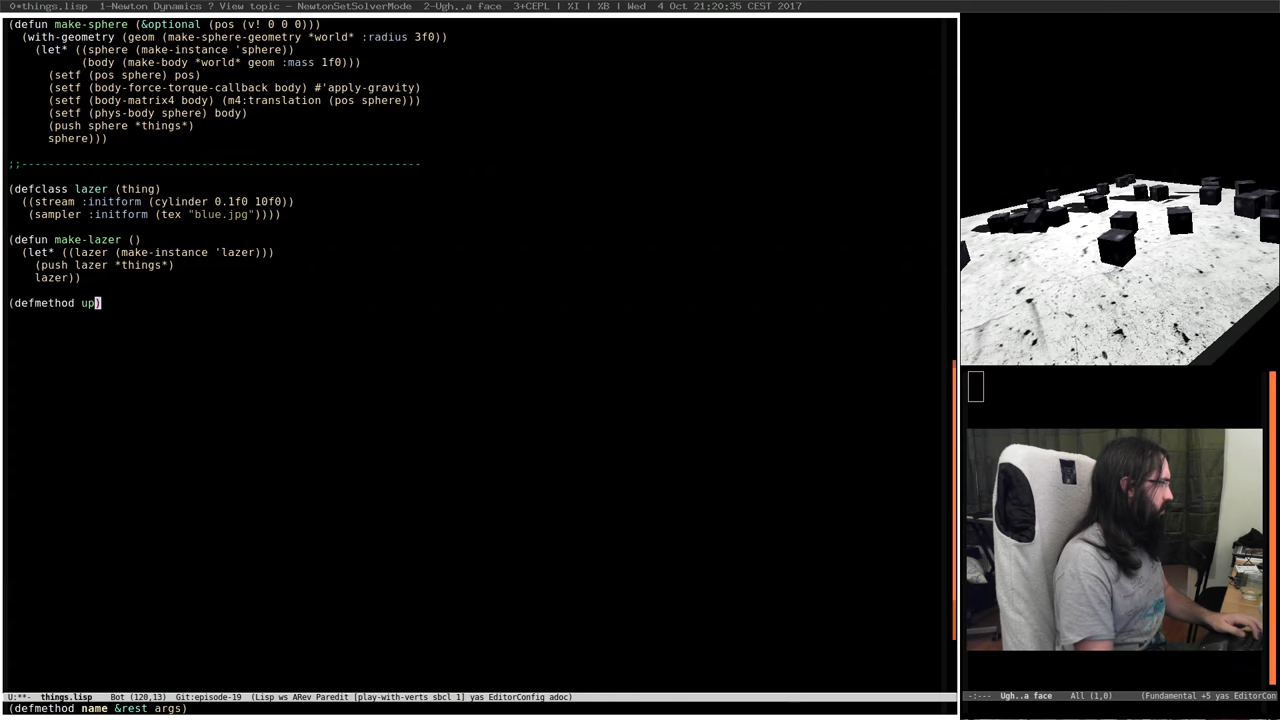 0*things.lisp  1-Newton Dynamics ? View topic - NewtonSetSolverMode  2-Ugh..a face  3+CEPL | XI | XB | Wed  4 Oct 21:20:35 CEST 2017
(defun make-sphere (&optional (pos (v! 0 0 0)))
  (with-geometry (geom (make-sphere-geometry *world* :radius 3f0))
    (let* ((sphere (make-instance 'sphere))
           (body (make-body *world* geom :mass 1f0)))
      (setf (pos sphere) pos)
      (setf (body-force-torque-callback body) #'apply-gravity)
      (setf (body-matrix4 body) (m4:translation (pos sphere)))
      (setf (phys-body sphere) body)
      (push sphere *things*)
      sphere)))
;;------------------------------------------------------------
(defclass lazer (thing)
  ((stream :initform (cylinder 0.1f0 10f0))
   (sampler :initform (tex "blue.jpg"))))
(defun make-lazer ()
  (let* ((lazer (make-instance 'lazer)))
    (push lazer *things*)
    lazer))
(defmethod up)
U:**-  things.lisp    Bot (120,13)  Git:episode-19  (Lisp ws ARev Paredit [play-with-verts sbcl 1] yas EditorConfig adoc)
(defmethod name &rest args)
-:---  Ugh..a face    All (1,0)    (Fundamental +5 yas EditorCon